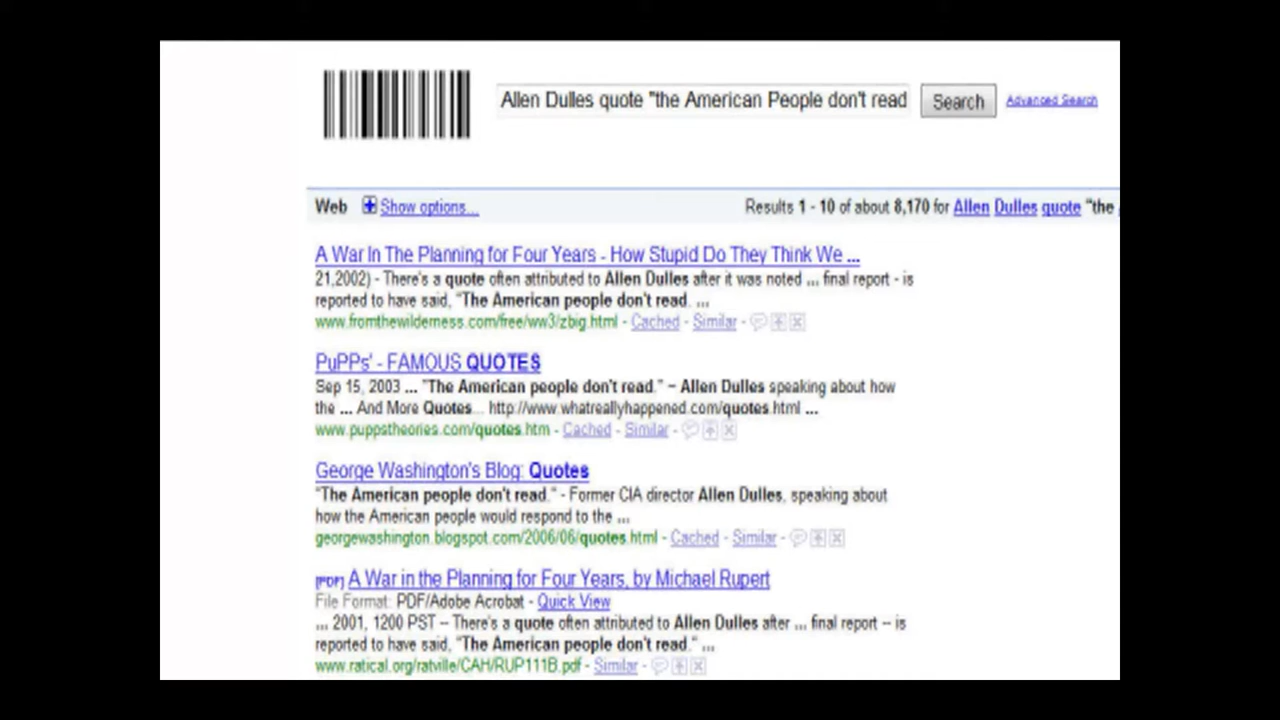 Allen Dulles quote "the American People don't read
Search
Advanced Search
Web Show options...
Results 1 - 10 of about 8,170 for Allen Dulles quote "the
A War In The Planning for Four Years - How Stupid Do They Think We ...
21,2002) - There's a quote often attributed to Allen Dulles after it was noted ... final report - is
reported to have said, "The American people don't read. ...
www.fromthewilderness.com/free/ww3/zbig.html - Cached - Similar -
PuPPs' - FAMOUS QUOTES
Sep 15, 2003 ... "The American people don't read." ~ Allen Dulles speaking about how
the ... And More Quotes... http://www.whatreallyhappened.com/quotes.html ...
www.puppstheories.com/quotes.htm - Cached - Similar -
George Washington's Blog: Quotes
"The American people don't read." - Former CIA director Allen Dulles, speaking about
how the American people would respond to the ...
georgewashington.blogspot.com/2006/06/quotes.html - Cached - Similar -
[PDF] A War in the Planning for Four Years, by Michael Rupert
File Format: PDF/Adobe Acrobat - Quick View
... 2001, 1200 PST -- There's a quote often attributed to Allen Dulles after ... final report -- is
reported to have said, "The American people don't read." ...
www.ratical.org/ratville/CAH/RUP111B.pdf - Similar -